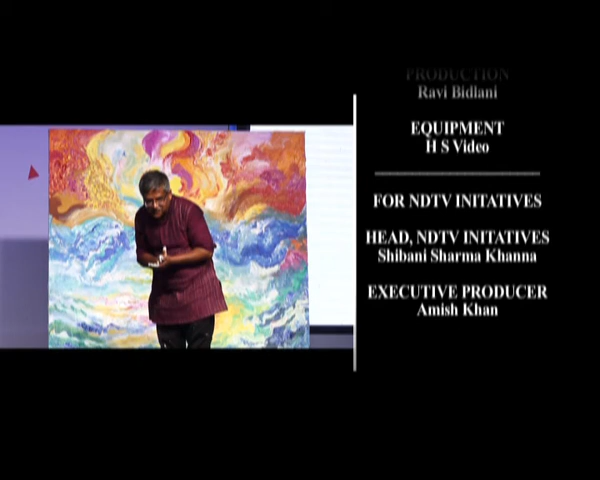 PRODUCTION
Ravi Bidlani
EQUIPMENT
H S Video
FOR NDTV INITATIVES
HEAD, NDTV INITATIVES
Shibani Sharma Khanna
EXECUTIVE PRODUCER
Amish Khan